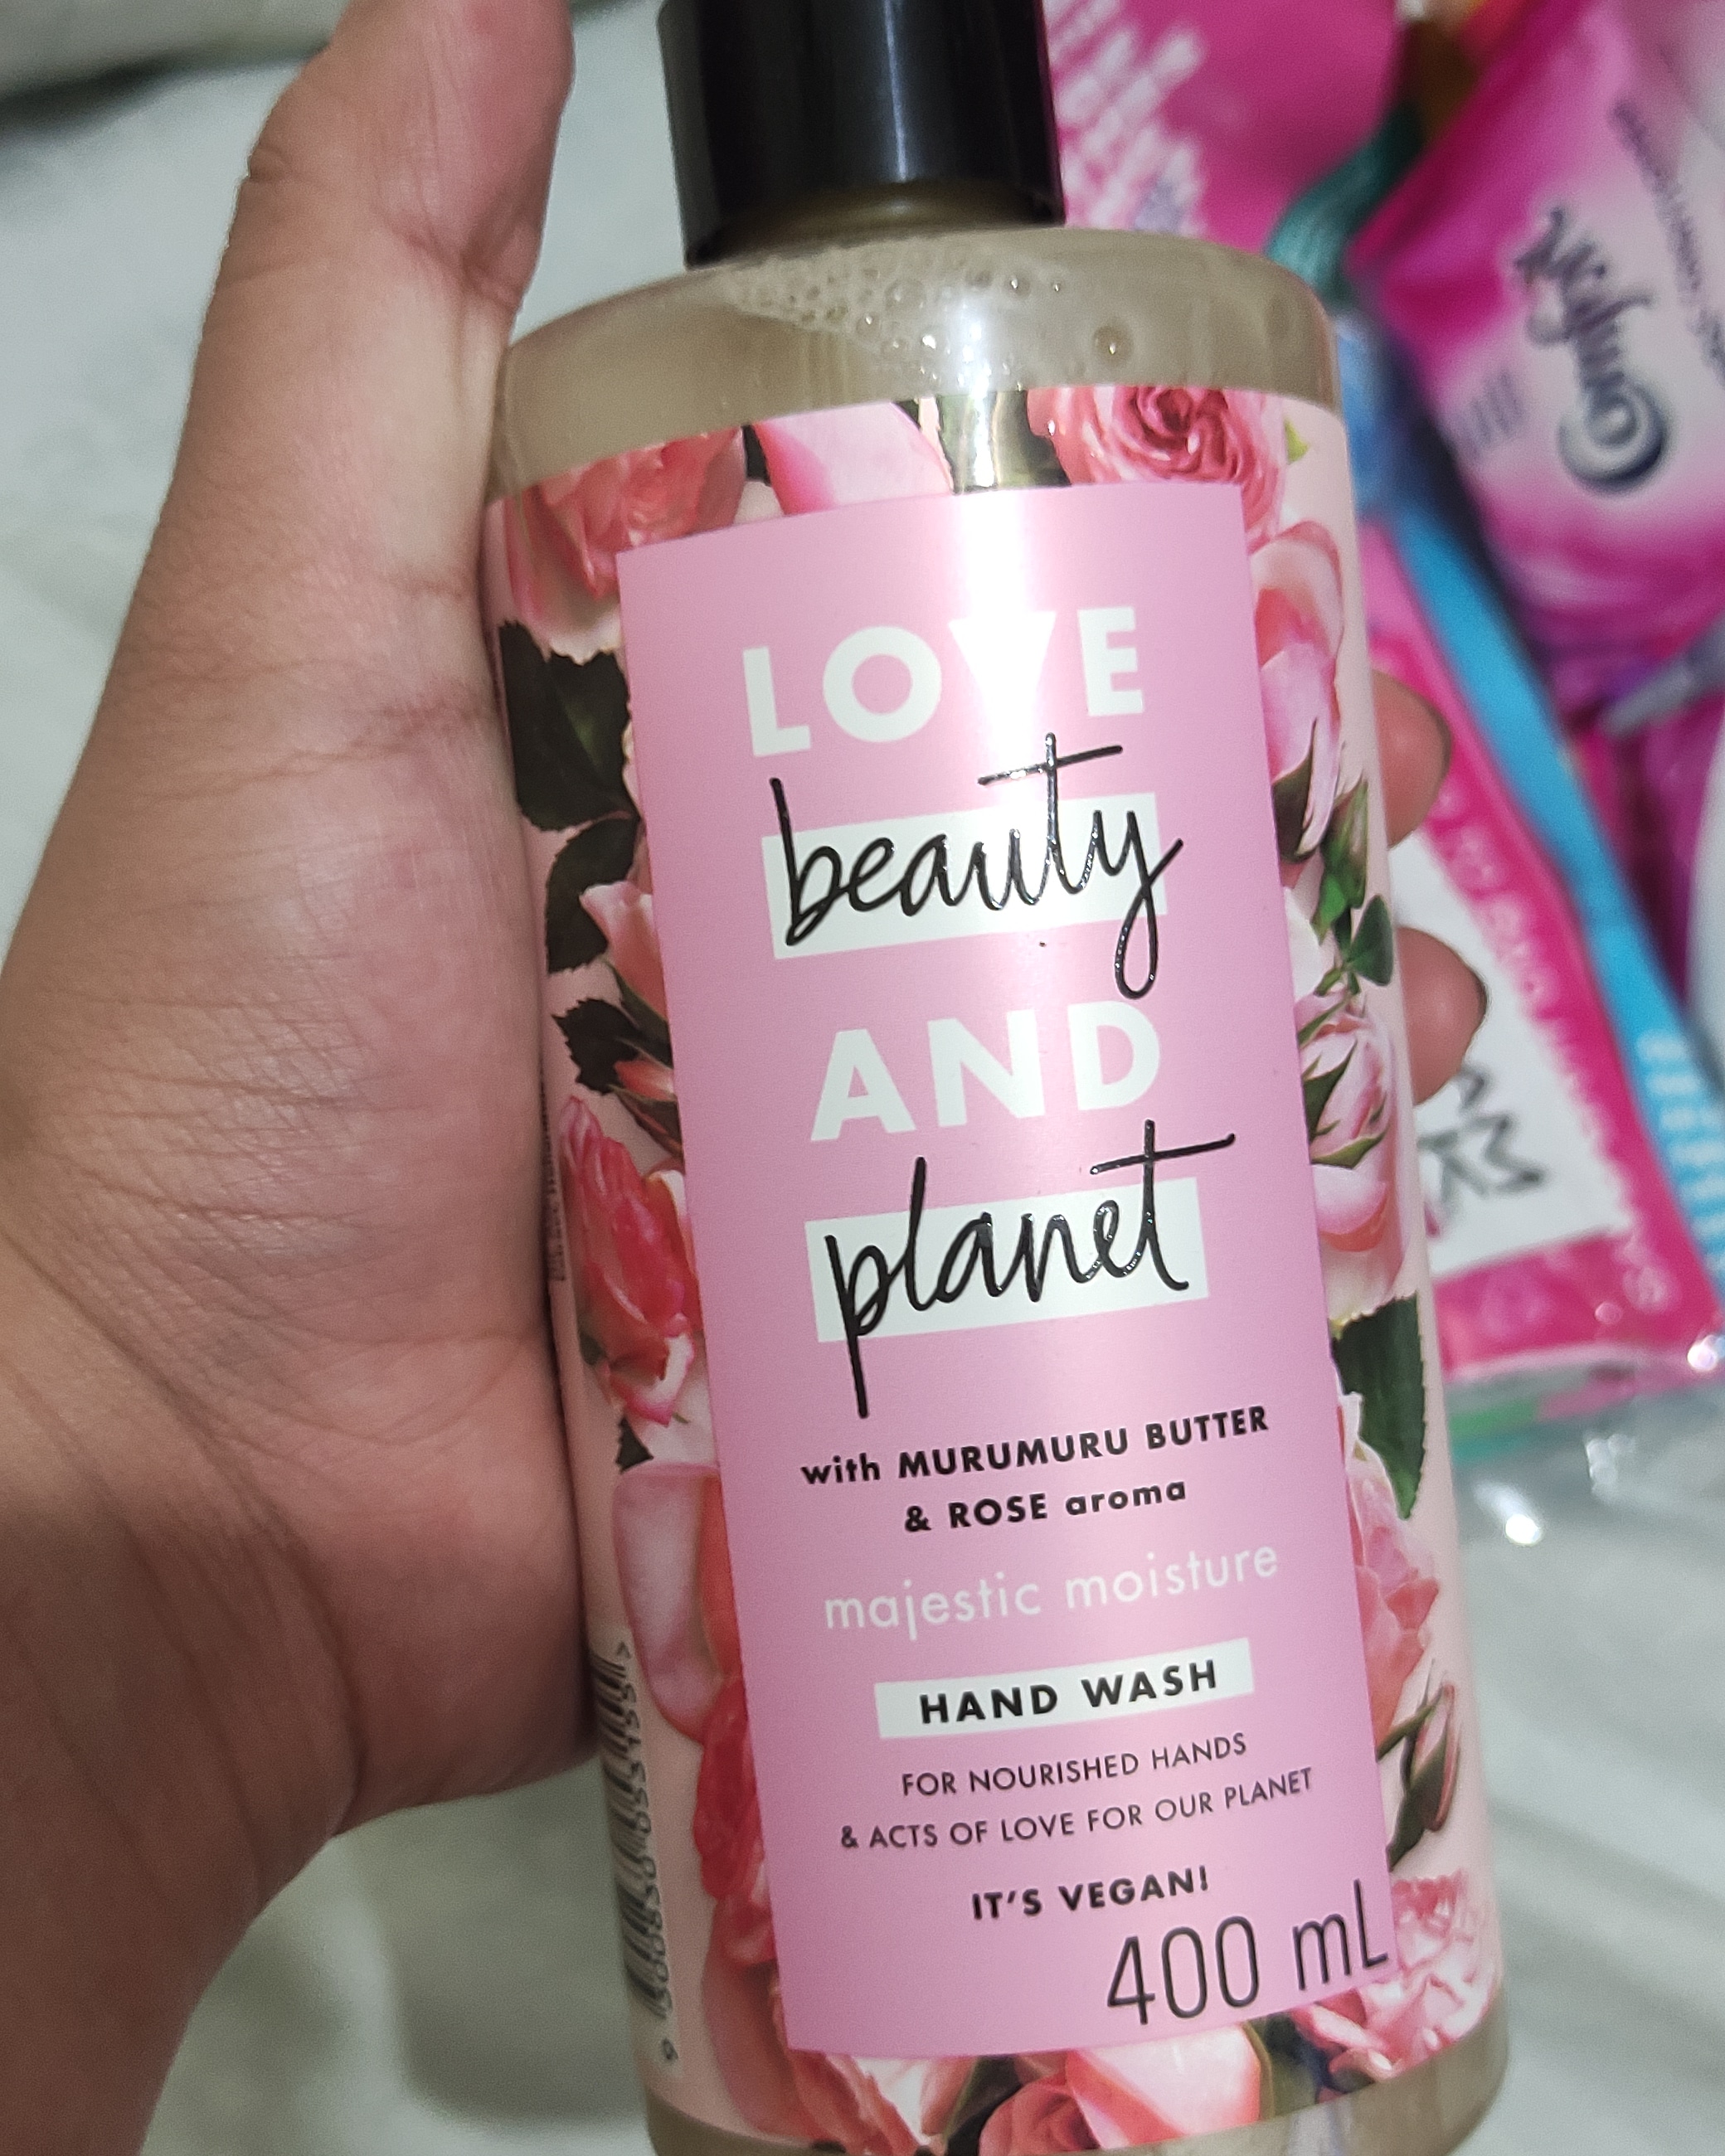 LOVE
beauty
AND
planet
with MURUMURU BUTTER
& ROSE aroma
majestic moisture
HAND WASH
FOR NOURISHED HANDS
& ACTS OF LOVE FOR OUR PLANET
IT'S VEGAN!
400 mL
Comfort